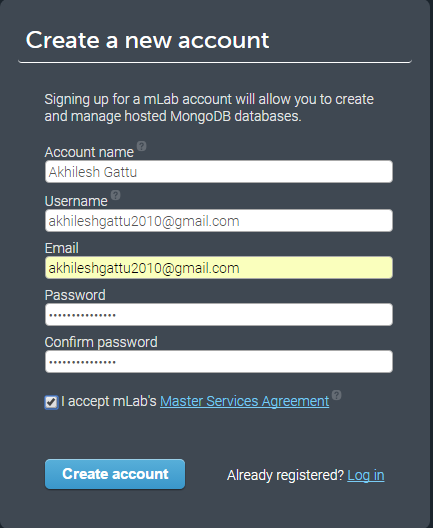 Create a new account
Signing up for a mLab account will allow you to create
and manage hosted MongoDB databases.
Account name ?
Akhilesh Gattu
Username ?
akhileshgattu2010@gmail.com
Email
akhileshgattu2010@gmail.com
Password
•••••••••••••••
Confirm password
•••••••••••••••
I accept mLab's Master Services Agreement ?
Create account
Already registered? Log in